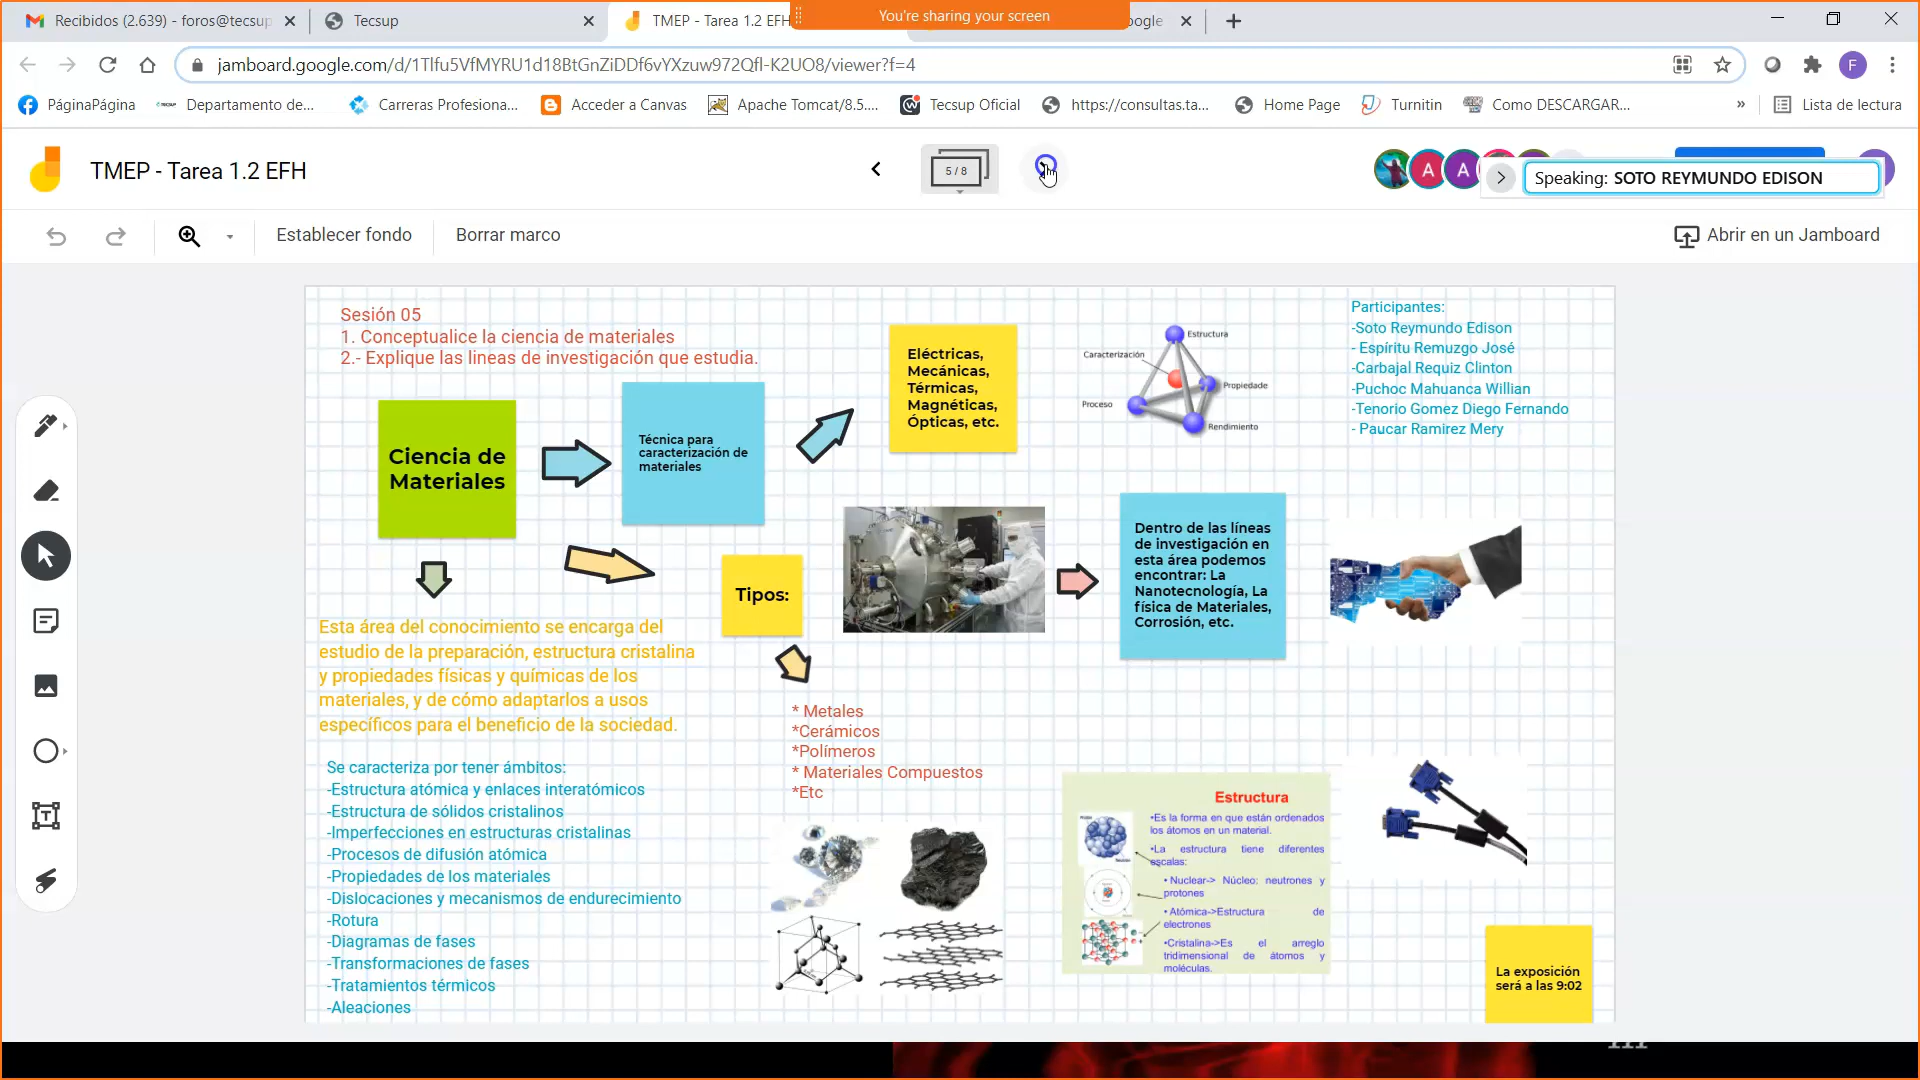 Recibidos (2.639) - foros@tecsup
Tecsup
TMEP - Tarea 1.2 EFH
You're sharing your screen
ogle
jamboard.google.com/d/1Tlfu5VfMYRU1d18BtGnZiDDf6vYXzuw972Qfl-K2UO8/viewer?f=4
F
PáginaPágina
Departamento de...
Carreras Profesiona...
Acceder a Canvas
Apache Tomcat/8.5....
Tecsup Oficial
https://consultas.ta...
Home Page
Turnitin
Como DESCARGAR...
»
Lista de lectura
TMEP - Tarea 1.2 EFH
5 / 8
A
A
Speaking: SOTO REYMUNDO EDISON
Establecer fondo
Borrar marco
Abrir en un Jamboard
Sesión 05
1. Conceptualice la ciencia de materiales
2.- Explique las lineas de investigación que estudia.
Ciencia de
Materiales
Técnica para
caracterización de
materiales
Eléctricas,
Mecánicas,
Térmicas,
Magnéticas,
Ópticas, etc.
Estructura
Caracterización
Propiedade
Proceso
Rendimiento
Participantes:
-Soto Reymundo Edison
- Espíritu Remuzgo José
-Carbajal Requiz Clinton
-Puchoc Mahuanca Willian
-Tenorio Gomez Diego Fernando
- Paucar Ramirez Mery
Tipos:
Dentro de las líneas
de investigación en
esta área podemos
encontrar: La
Nanotecnología, La
física de Materiales,
Corrosión, etc.
Esta área del conocimiento se encarga del
estudio de la preparación, estructura cristalina
y propiedades físicas y químicas de los
materiales, y de cómo adaptarlos a usos
específicos para el beneficio de la sociedad.
* Metales
*Cerámicos
*Polímeros
* Materiales Compuestos
*Etc
Se caracteriza por tener ámbitos:
-Estructura atómica y enlaces interatómicos
-Estructura de sólidos cristalinos
-Imperfecciones en estructuras cristalinas
-Procesos de difusión atómica
-Propiedades de los materiales
-Dislocaciones y mecanismos de endurecimiento
-Rotura
-Diagramas de fases
-Transformaciones de fases
-Tratamientos térmicos
-Aleaciones
Estructura
•Es la forma en que están ordenados
los átomos en un material.
•La estructura tiene diferentes
escalas:
• Nuclear-> Núcleo: neutrones y
protones
• Atómica->Estructura de
electrones
•Cristalina->Es el arreglo
tridimensional de átomos y
moléculas.
La exposición
será a las 9:02